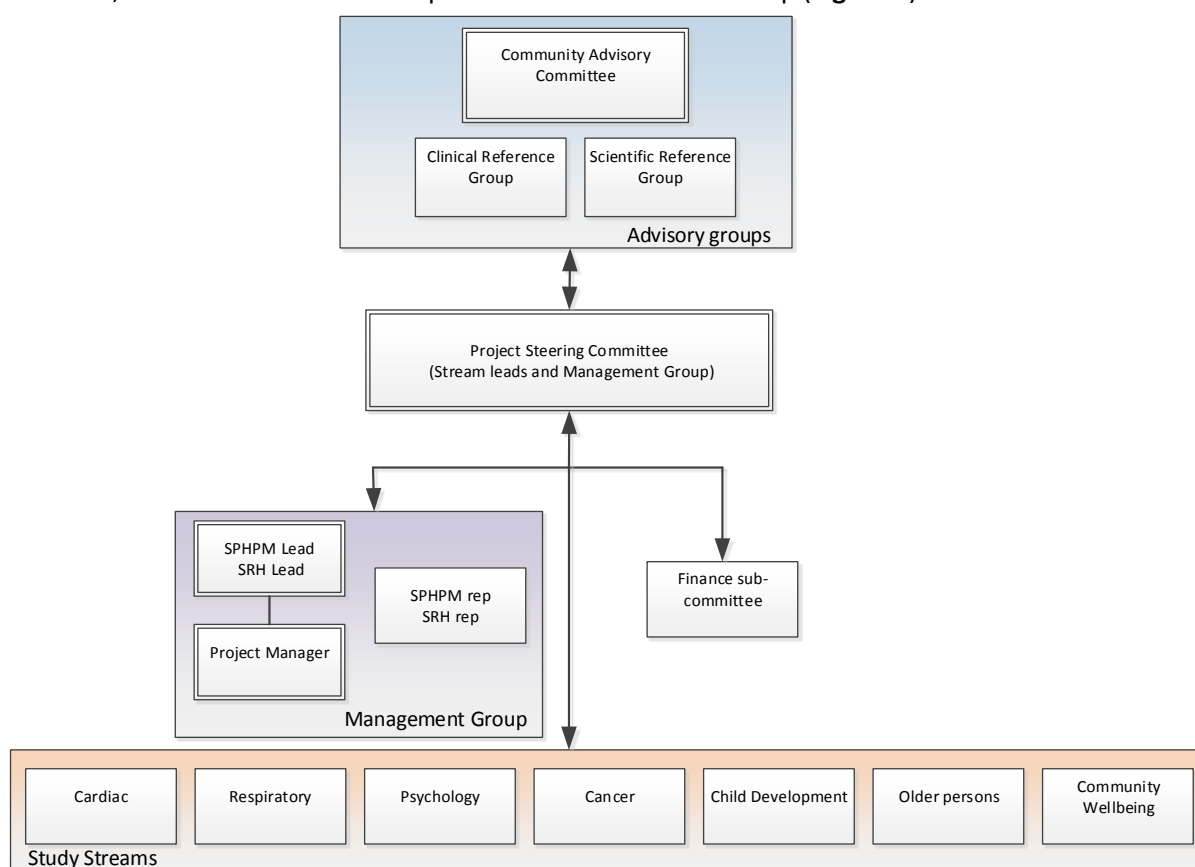 Community Advisory
Committee
Clinical Reference
Group
Scientific Reference
Group
Advisory groups
Project Steering Committee
(Stream leads and Management Group)
SPHPM Lead
SRH Lead
SPHPM rep
SRH rep
Project Manager
Management Group
Finance sub-
committee
Cardiac
Respiratory
Psychology
Cancer
Child Development
Older persons
Community
Wellbeing
Study Streams